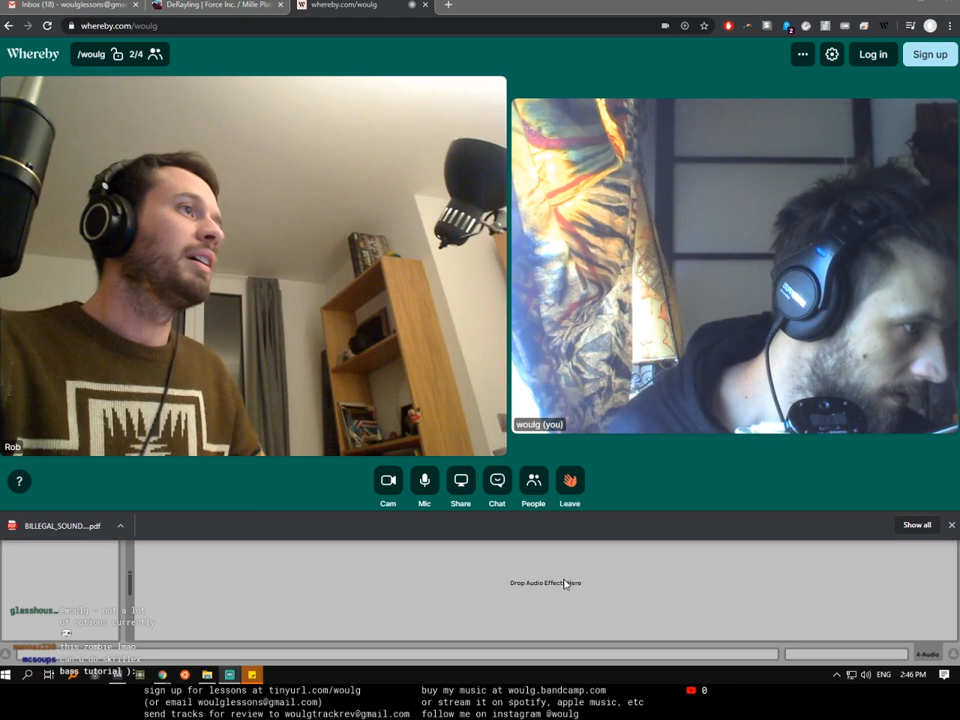 Inbox (18) - woulglessons@gma
DeRayling | Force Inc. / Mille Pla
whereby.com/woulg
whereby.com/woulg
Whereby
/woulg
2/4
Log in
Sign up
Rob
woulg (you)
?
Cam
Mic
Share
Chat
People
Leave
BILLEGAL_SOUND....pdf
Show all
Drop Audio Effects Here
glasshous…
woulg - not a lot
of options currently
this zombie lmao
mcsoups
can u do skrillex
bass tutorial ):
4-Audio
ENG
2:46 PM
sign up for lessons at tinyurl.com/woulg
(or email woulglessons@gmail.com)
send tracks for review to woulgtrackrev@gmail.com
buy my music at woulg.bandcamp.com
or stream it on spotify, apple music, etc
follow me on instagram @woulg
0